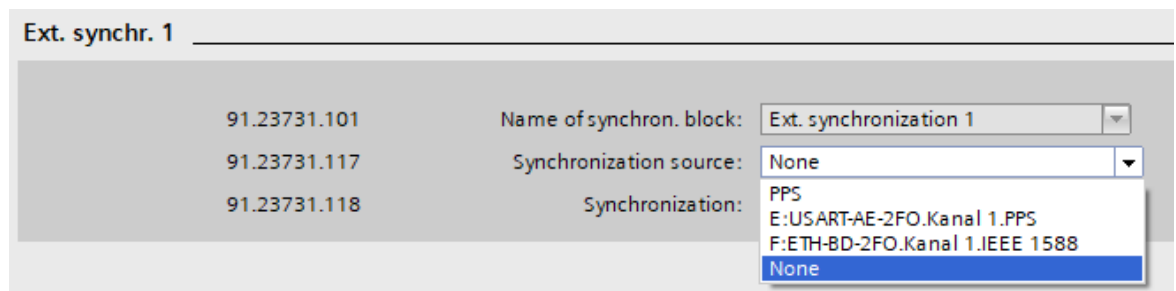 Ext. synchr. 1
91.23731.101 Name of synchron. block: Ext. synchronization 1
91.23731.117 Synchronization source: None
91.23731.118 Synchronization:
PPS
E:USART-AE-2FO.Kanal 1.PPS
F:ETH-BD-2FO.Kanal 1.IEEE 1588
None